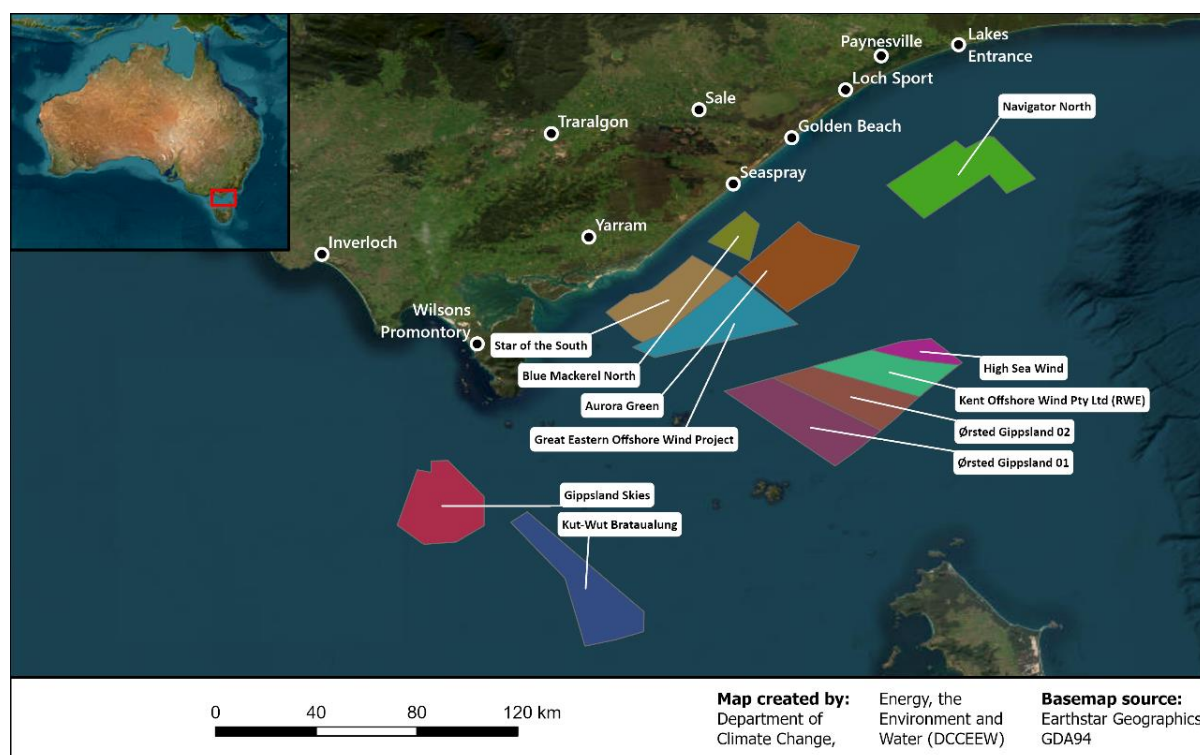 Lakes
Entrance
Paynesville
Loch Sport
Navigator North
Sale
Traralgon
Golden Beach
Seaspray
Yarram
Inverloch
Wilsons
Promontory
Star of the South
Blue Mackerel North
Aurora Green
Great Eastern Offshore Wind Project
High Sea Wind
Kent Offshore Wind Pty Ltd (RWE)
Ørsted Gippsland 02
Ørsted Gippsland 01
Gippsland Skies
Kut-Wut Brataualung
0 40 80 120 km
Map created by:
Department of
Climate Change,
Energy, the
Environment and
Water (DCCEEW)
Basemap source:
Earthstar Geographics
GDA94